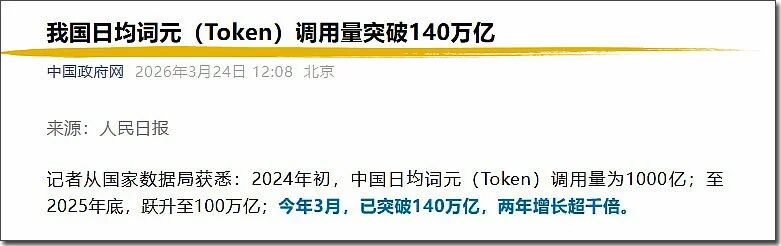 我国日均词元（Token）调用量突破140万亿
中国政府网 2026年3月24日 12:08 北京
来源：人民日报
记者从国家数据局获悉：2024年初，中国日均词元（Token）调用量为1000亿；至
2025年底，跃升至100万亿；今年3月，已突破140万亿，两年增长超千倍。